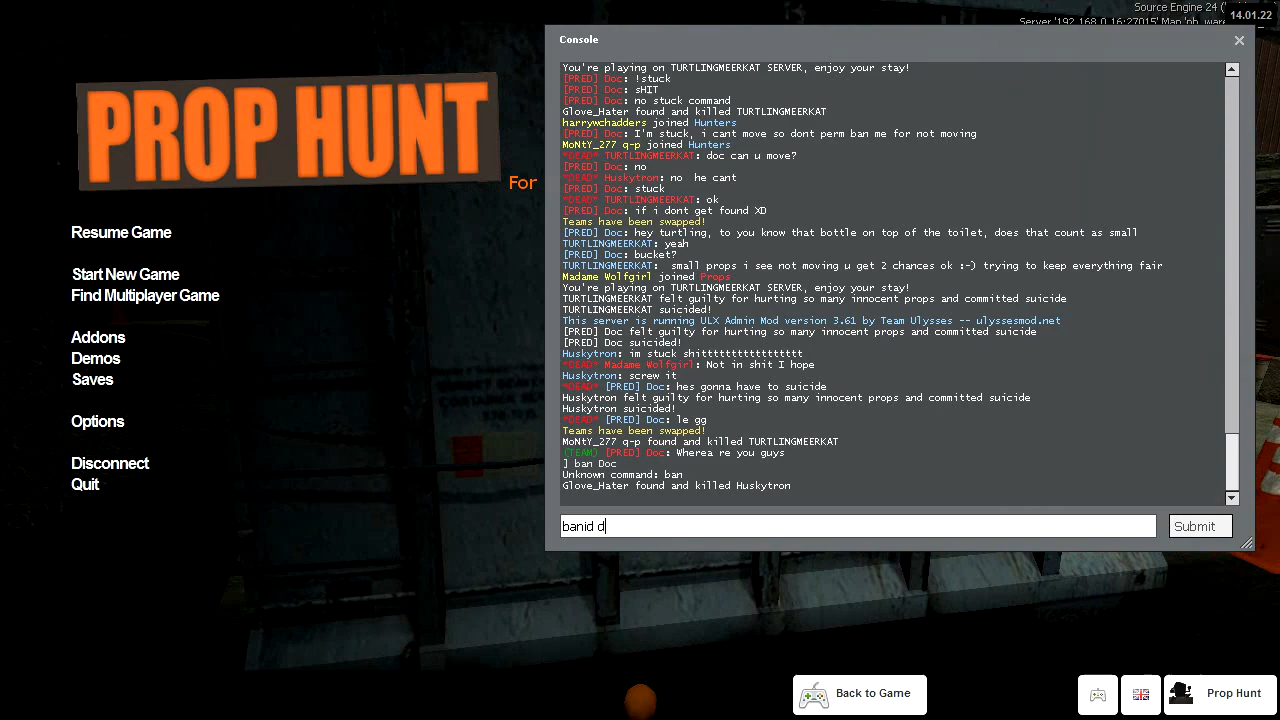 Source Engine 24 (
14.01.22
Server '192.168.0.16:27015' Map 'ph_ware
PROP HUNT
For
Resume Game
Start New Game
Find Multiplayer Game
Addons
Demos
Saves
Options
Disconnect
Quit
Console
You're playing on TURTLINGMEERKAT SERVER, enjoy your stay!
[PRED] Doc: !stuck
[PRED] Doc: sHIT
[PRED] Doc: no stuck command
Glove_Hater found and killed TURTLINGMEERKAT
harrywchadders joined Hunters
[PRED] Doc: I'm stuck, i cant move so dont perm ban me for not moving
MoNtY_277 q-p joined Hunters
*DEAD* TURTLINGMEERKAT: doc can u move?
[PRED] Doc: no
*DEAD* Huskytron: no  he cant
[PRED] Doc: stuck
*DEAD* TURTLINGMEERKAT: ok
[PRED] Doc: if i dont get found XD
Teams have been swapped!
[PRED] Doc: hey turtling, to you know that bottle on top of the toilet, does that count as small
TURTLINGMEERKAT: yeah
[PRED] Doc: bucket?
TURTLINGMEERKAT:  small props i see not moving u get 2 chances ok :-) trying to keep everything fair
Madame Wolfgirl joined Props
You're playing on TURTLINGMEERKAT SERVER, enjoy your stay!
TURTLINGMEERKAT felt guilty for hurting so many innocent props and committed suicide
TURTLINGMEERKAT suicided!
This server is running ULX Admin Mod version 3.61 by Team Ulysses -- ulyssesmod.net
[PRED] Doc felt guilty for hurting so many innocent props and committed suicide
[PRED] Doc suicided!
Huskytron: im stuck shitttttttttttttttttt
*DEAD* Madame Wolfgirl: Not in shit I hope
Huskytron: screw it
*DEAD* [PRED] Doc: hes gonna have to suicide
Huskytron felt guilty for hurting so many innocent props and committed suicide
Huskytron suicided!
*DEAD* [PRED] Doc: le gg
Teams have been swapped!
MoNtY_277 q-p found and killed TURTLINGMEERKAT
(TEAM) [PRED] Doc: Wherea re you guys
] ban Doc
Unknown command: ban
Glove_Hater found and killed Huskytron
banid d
Submit
Back to Game
Prop Hunt